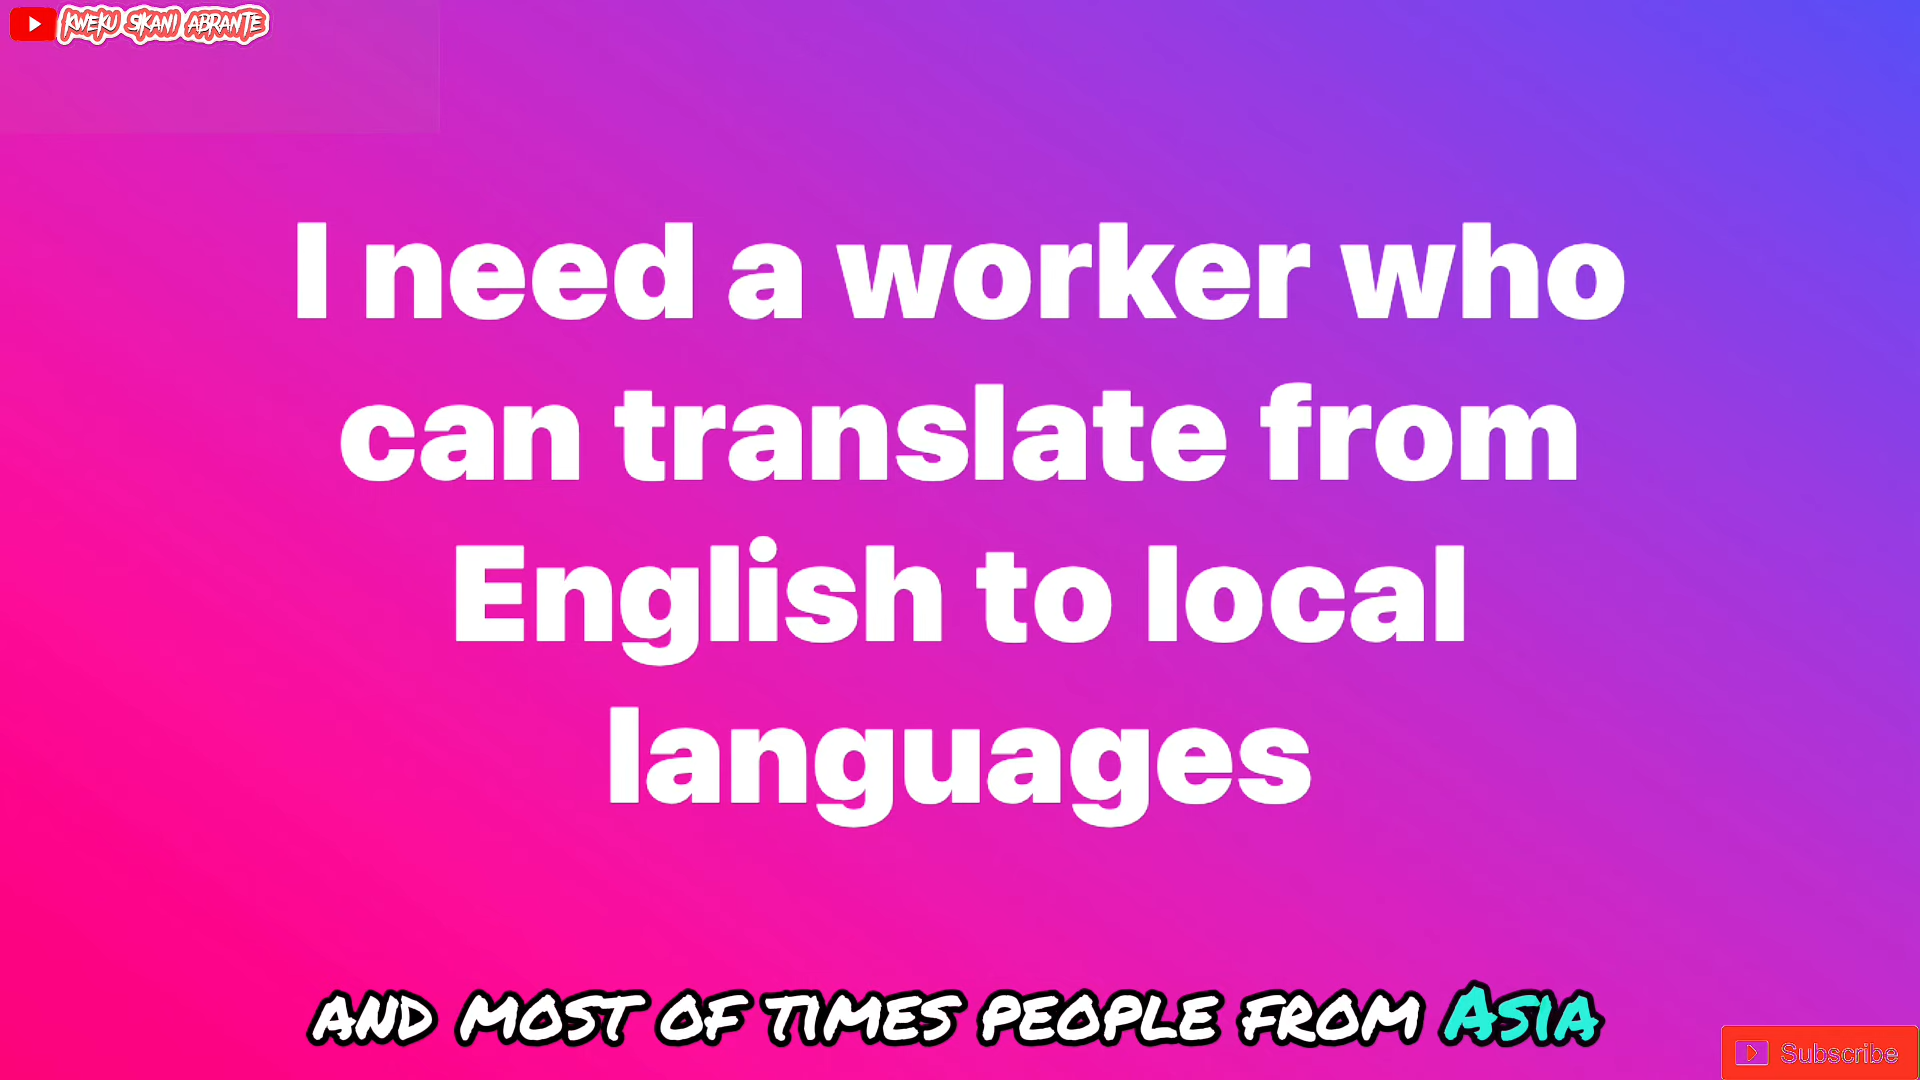 KWEKU SIKANI ABRANTE
I need a worker who
can translate from
English to local
languages
AND MOST OF TIMES PEOPLE FROM ASIA
Subscribe